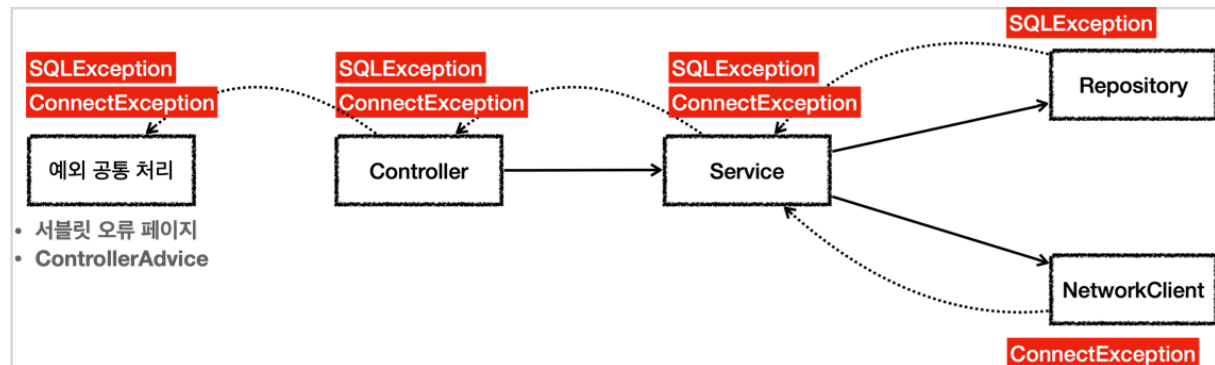 SQLException
SQLException
ConnectException
SQLException
ConnectException
SQLException
ConnectException
Repository
예외 공통 처리
Controller
Service
• 서블릿 오류 페이지
• ControllerAdvice
NetworkClient
ConnectException